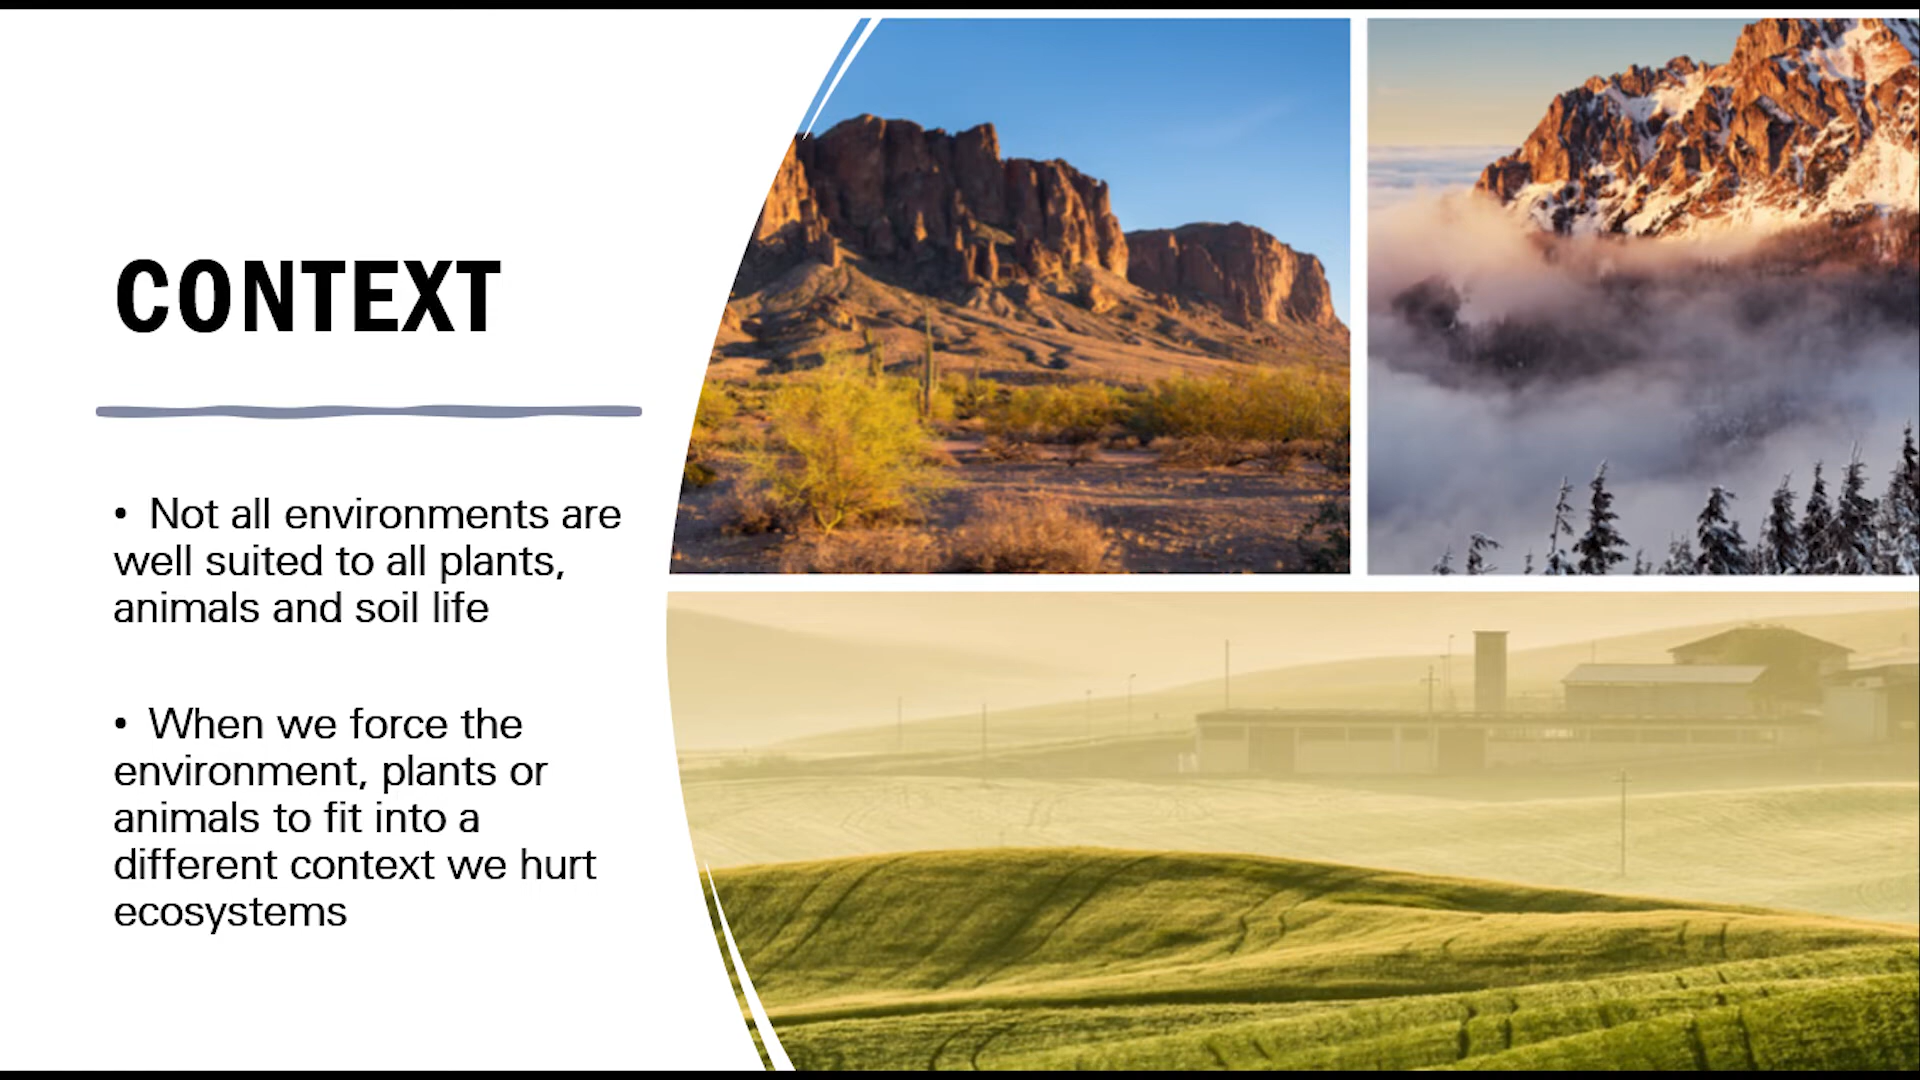 CONTEXT
• Not all environments are
well suited to all plants,
animals and soil life
• When we force the
environment, plants or
animals to fit into a
different context we hurt
ecosystems